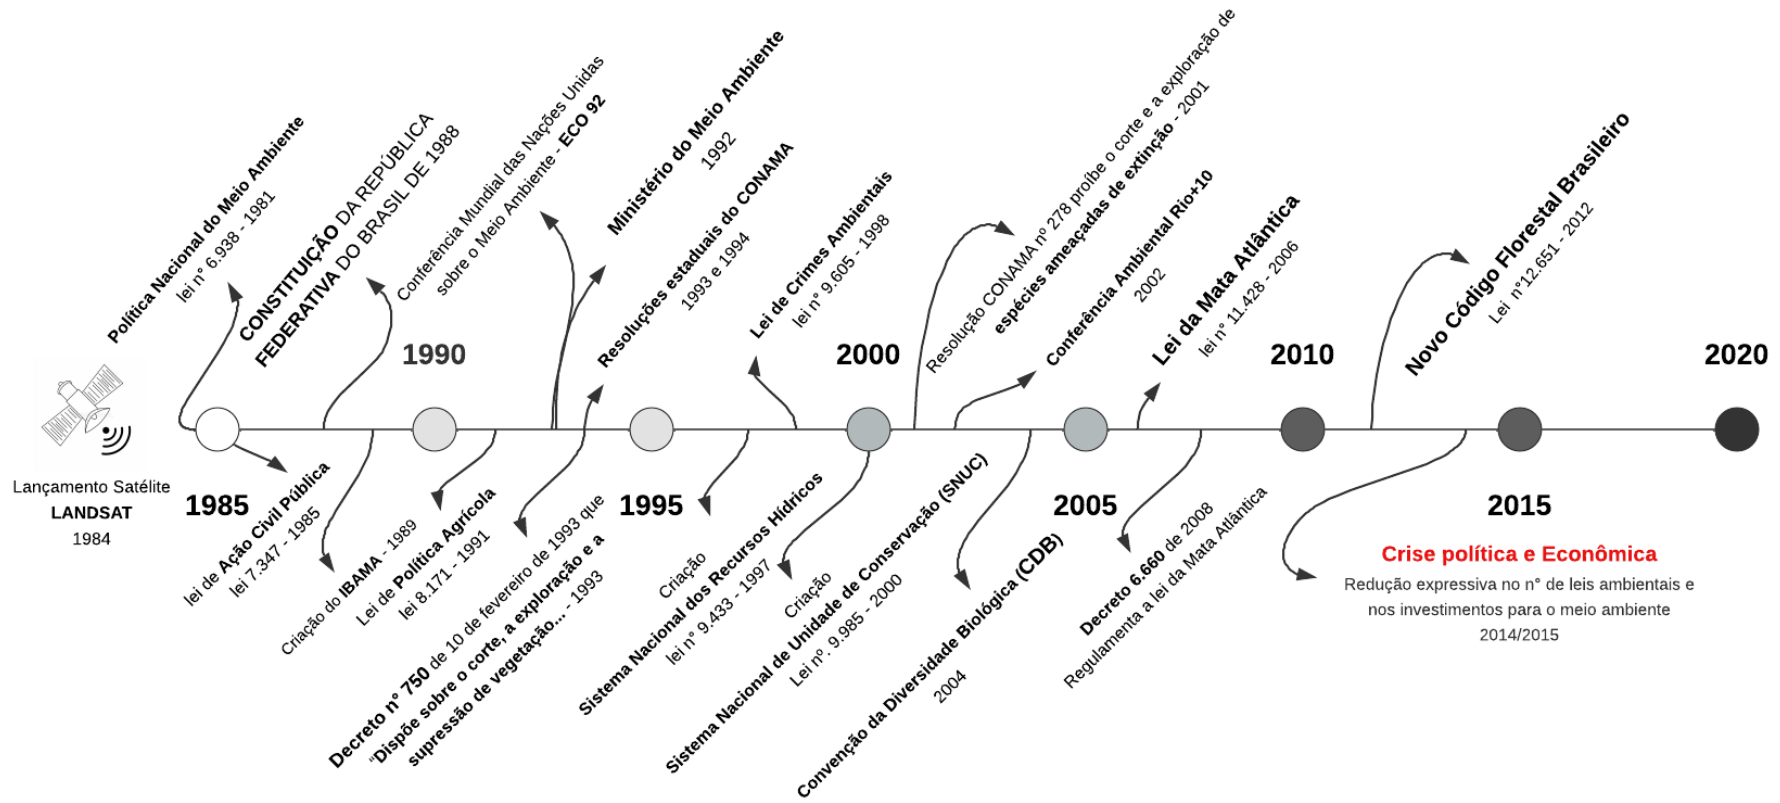 Política Nacional do Meio Ambiente
lei n° 6.938 - 1981
CONSTITUIÇÃO DA REPÚBLICA
FEDERATIVA DO BRASIL DE 1988
Conferência Mundial das Nações Unidas
sobre o Meio Ambiente - ECO 92
Ministério do Meio Ambiente
1992
Resoluções estaduais do CONAMA
1993 e 1994
Lei de Crimes Ambientais
lei n° 9.605 - 1998
Resolução CONAMA nº 278 proíbe o corte e a exploração de
espécies ameaçadas de extinção - 2001
Conferência Ambiental Rio+10
2002
Lei da Mata Atlântica
lei n° 11.428 - 2006
Novo Código Florestal Brasileiro
Lei n°12.651 - 2012
1990
2000
2010
2020
Lançamento Satélite
LANDSAT
1984
1985
1995
2005
2015
lei de Ação Civil Pública
lei 7.347 - 1985
Criação do IBAMA - 1989
Lei de Política Agrícola
lei 8.171 - 1991
Decreto n° 750 de 10 de fevereiro de 1993 que
"Dispõe sobre o corte, a exploração e a
supressão de vegetação... - 1993
Criação
Sistema Nacional dos Recursos Hídricos
lei n° 9.433 - 1997
Criação
Sistema Nacional de Unidade de Conservação (SNUC)
Lei nº. 9.985 - 2000
Convenção da Diversidade Biológica (CDB)
2004
Decreto 6.660 de 2008
Regulamenta a lei da Mata Atlântica
Crise política e Econômica
Redução expressiva no n° de leis ambientais e
nos investimentos para o meio ambiente
2014/2015